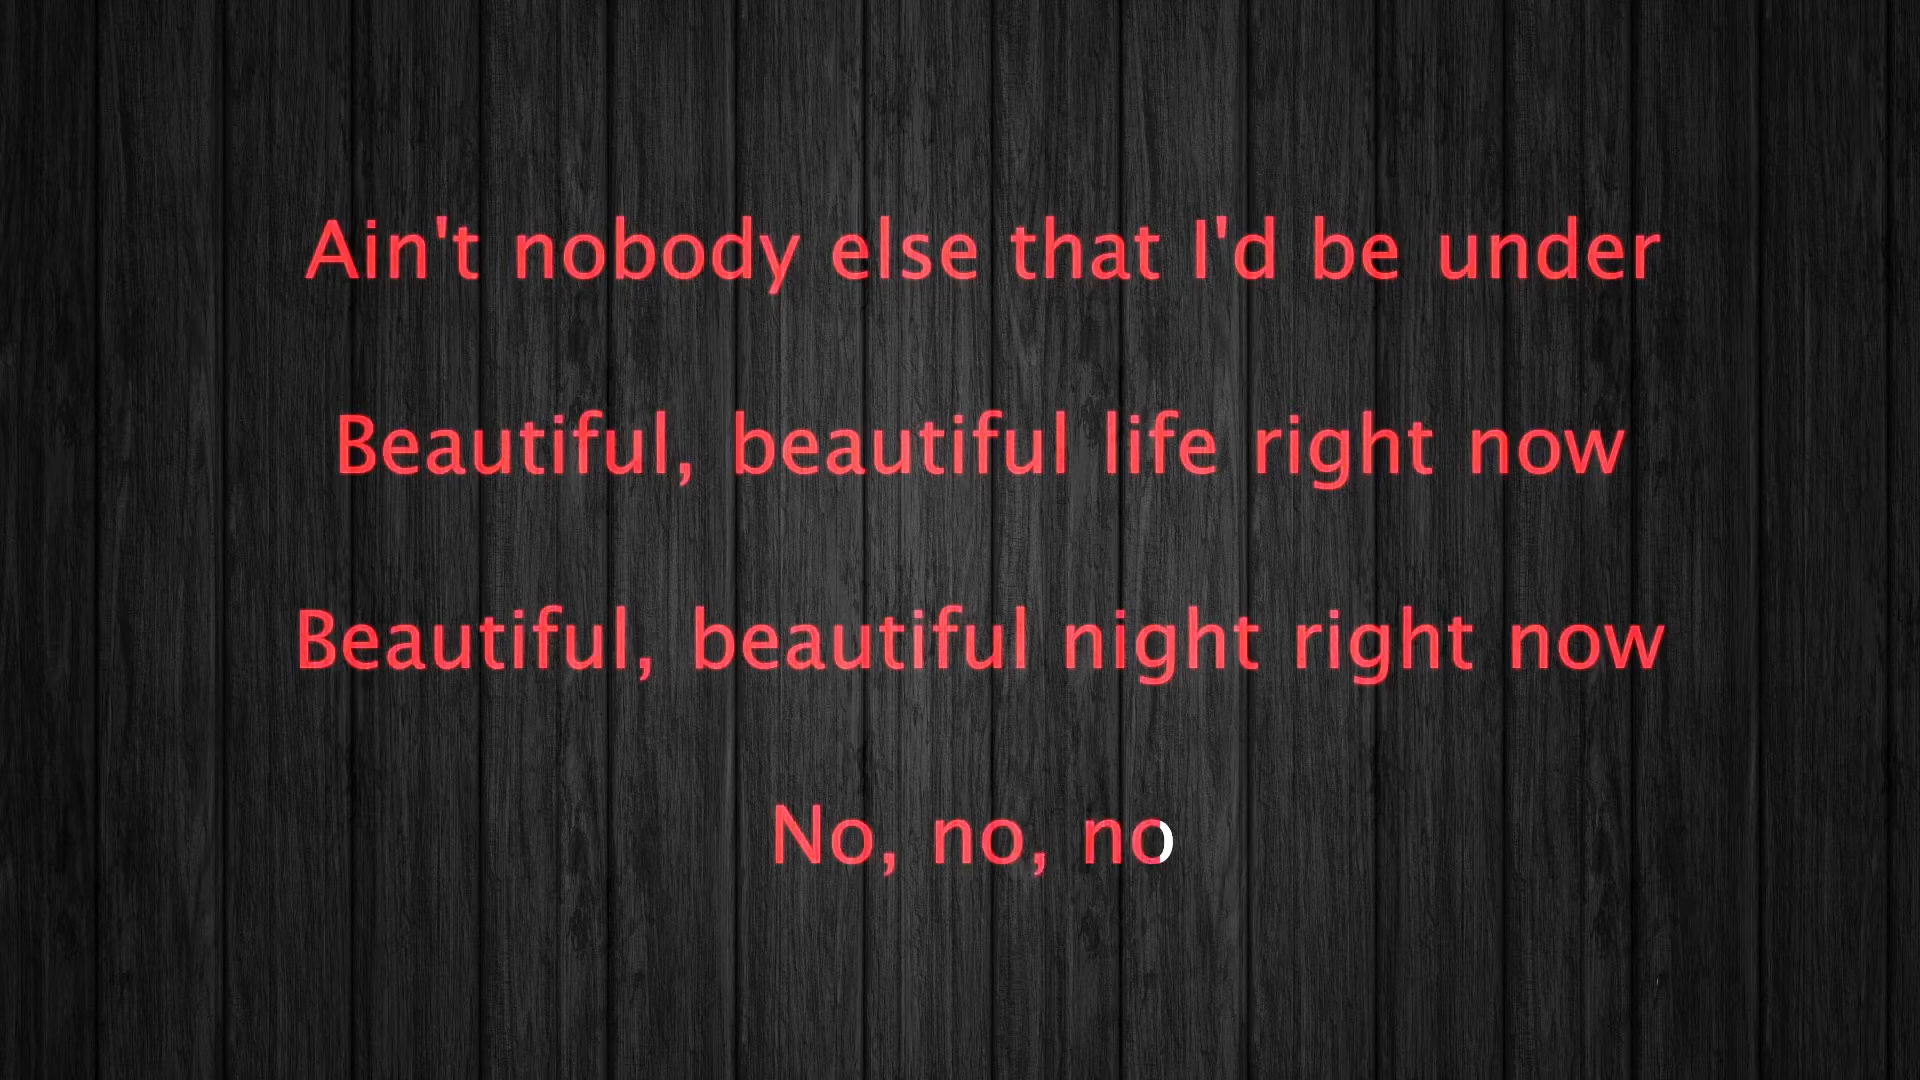 Ain't nobody else that I'd be under
Beautiful, beautiful life right now
Beautiful, beautiful night right now
No, no, no